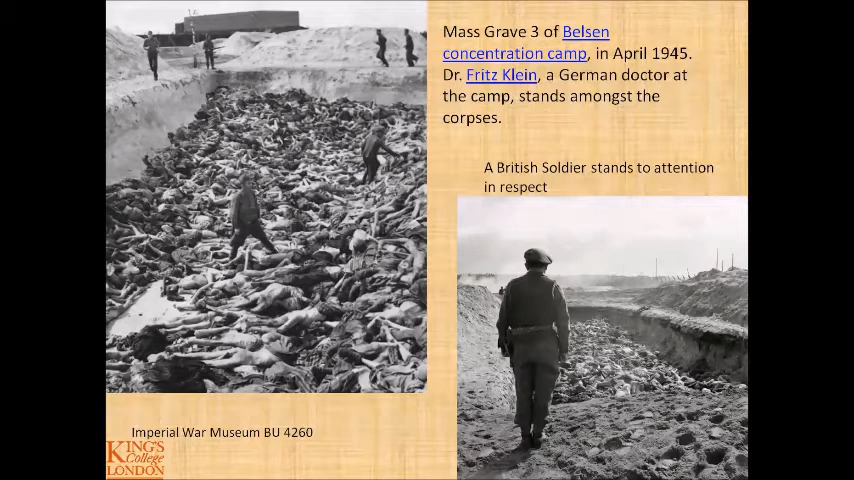 Mass Grave 3 of Belsen
concentration camp, in April 1945.
Dr. Fritz Klein, a German doctor at
the camp, stands amongst the
corpses.
A British Soldier stands to attention
in respect
Imperial War Museum BU 4260
KING'S
College
LONDON